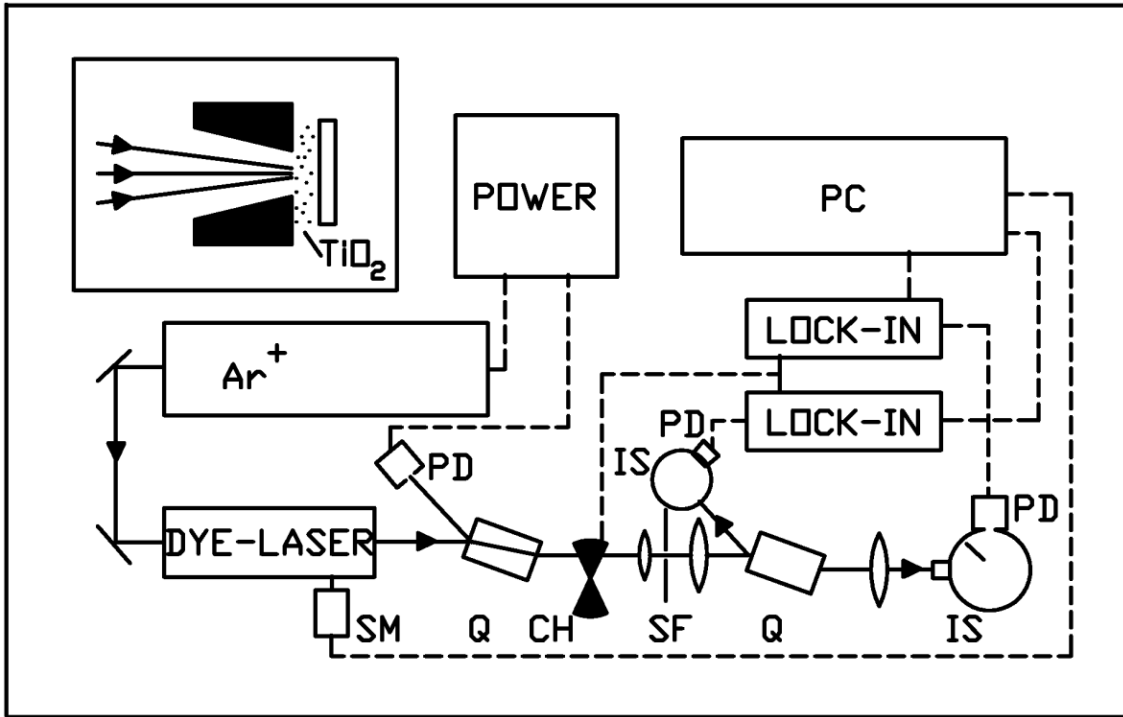 TiO₂
POWER
PC
Ar⁺
LOCK-IN
LOCK-IN
PD
PD
IS
PD
DYE-LASER
SM
Q
CH
SF
Q
IS